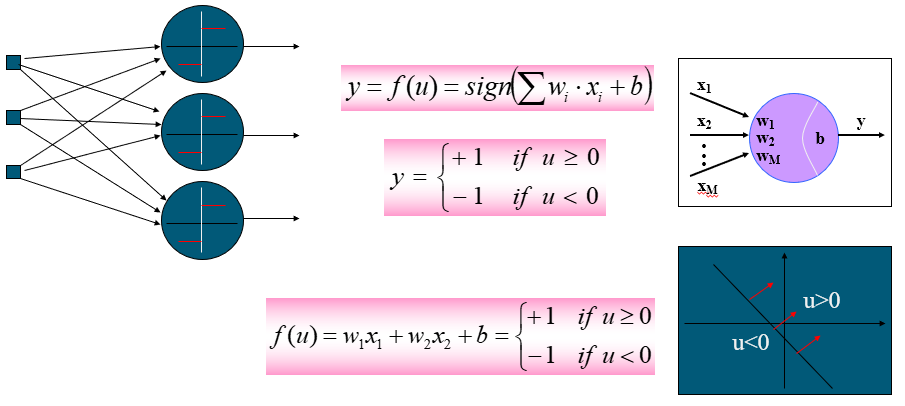 y = f(u) = sign(∑ wᵢ · xᵢ + b)
y = { +1 if u ≥ 0
−1 if u < 0
x1
x2
xM
w1
w2
wM
b
y
f(u) = w₁x₁ + w₂x₂ + b = { +1 if u ≥ 0
−1 if u < 0
u>0
u<0